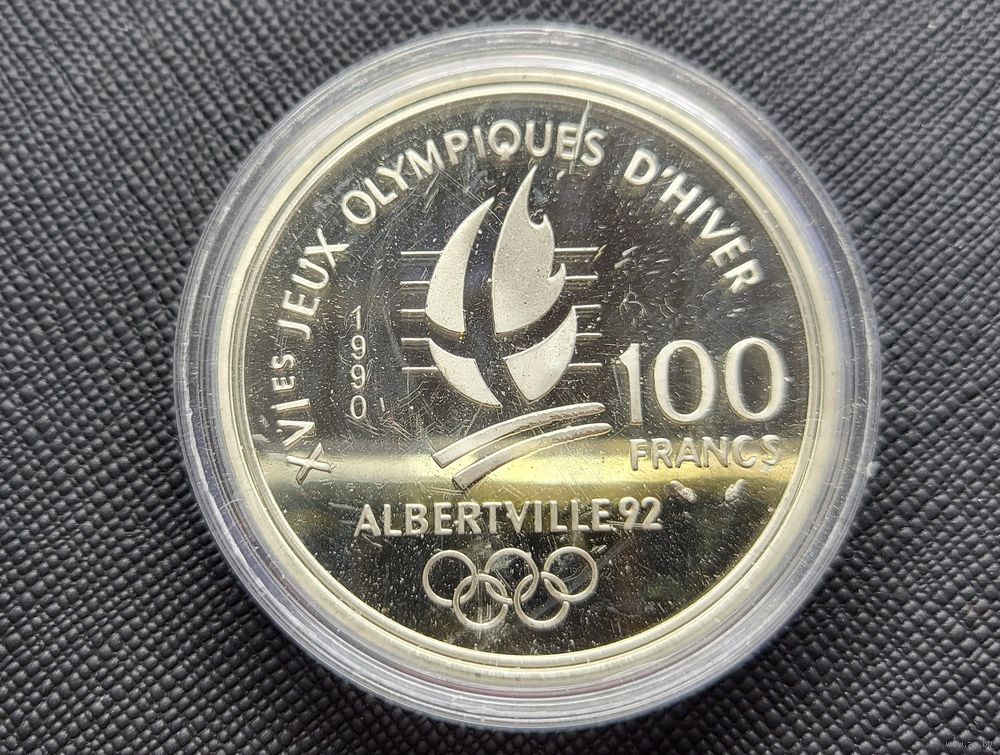 XVIes JEUX OLYMPIQUES D'HIVER
1990
100
FRANCS
ALBERTVILLE 92